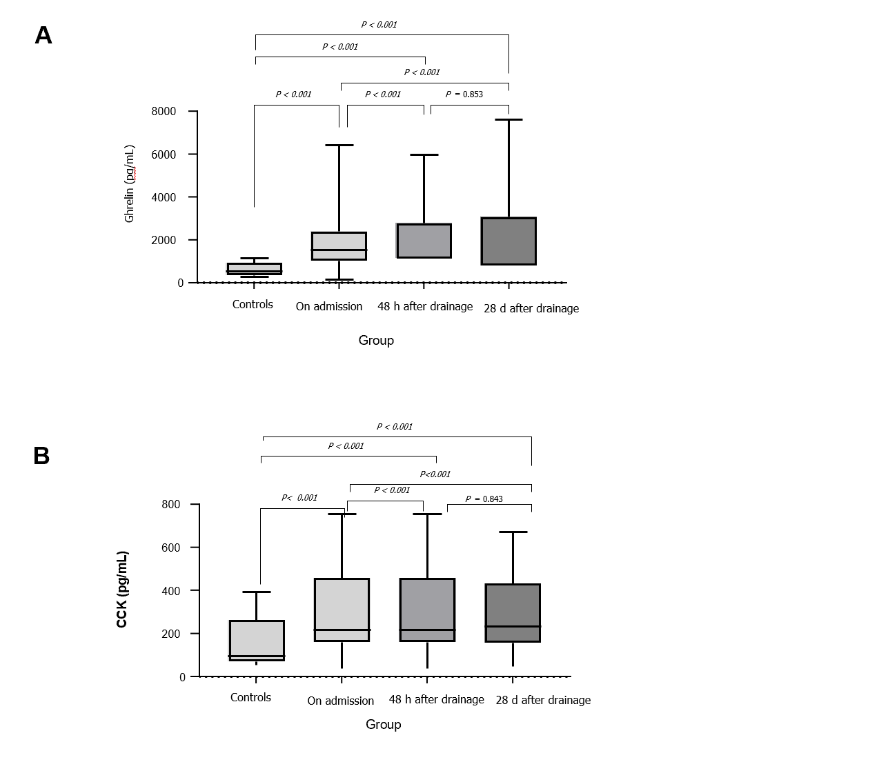 A
P < 0.001
P < 0.001
P < 0.001
P < 0.001
P < 0.001
P = 0.853
8000
6000
4000
2000
0
Ghrelin (pg/mL)
Controls
On admission
48 h after drainage
28 d after drainage
Group
B
P < 0.001
P < 0.001
P<0.001
P < 0.001
P< 0.001
P = 0.843
800
600
400
200
0
CCK (pg/mL)
Controls
On admission
48 h after drainage
28 d after drainage
Group